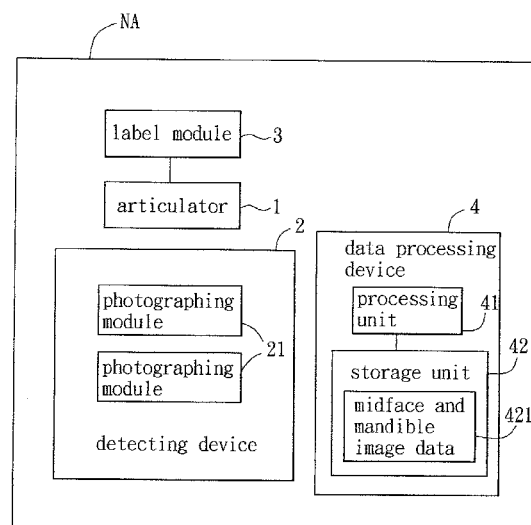 NA
label module
3
articulator
1
2
photographing
module
photographing
module
21
detecting device
4
data processing
device
processing
unit
41
42
storage unit
midface and
mandible
image data
421